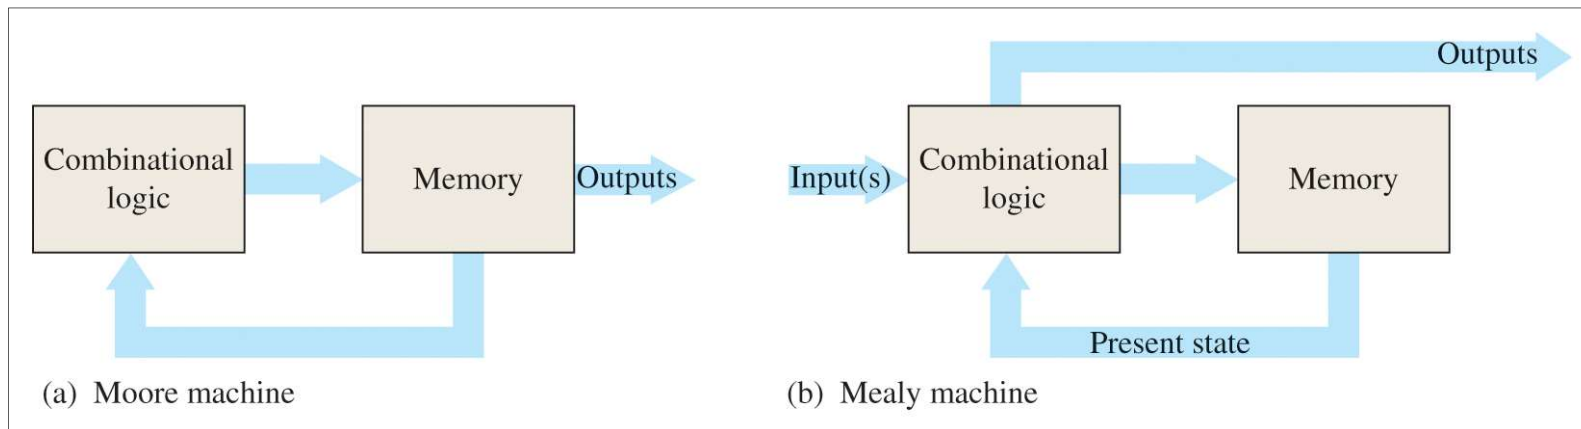 Combinational
logic
Memory
Outputs
(a) Moore machine
Outputs
Input(s)
Combinational
logic
Memory
Present state
(b) Mealy machine